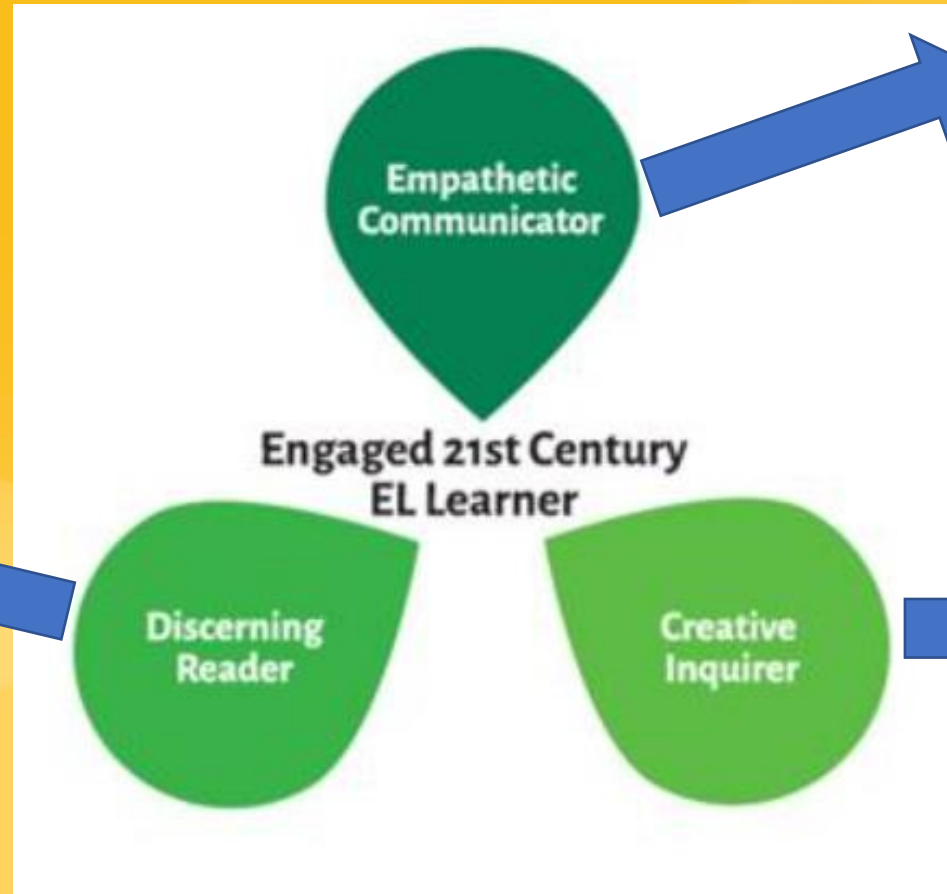 Empathetic
Communicator
Engaged 21st Century
EL Learner
Discerning
Reader
Creative
Inquirer